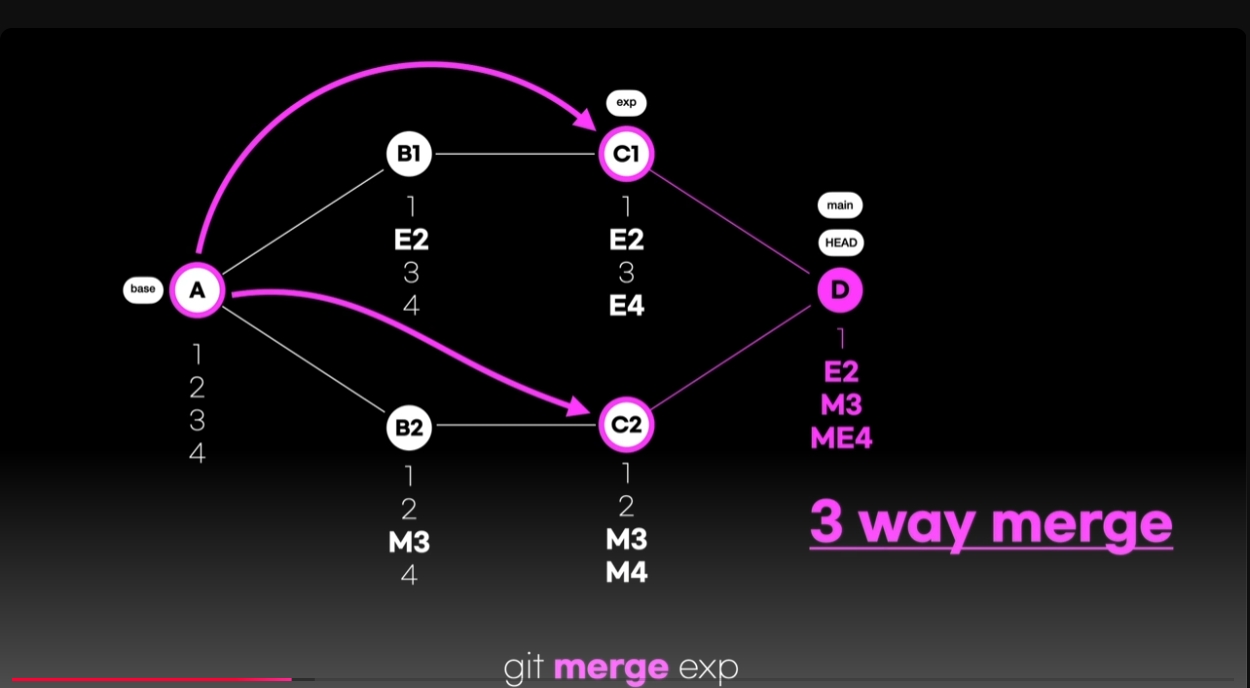 exp
B1
C1
1
E2
3
4
1
E2
3
E4
main
HEAD
base
A
D
1
2
3
4
1
E2
M3
ME4
B2
C2
1
2
M3
4
1
2
M3
M4
3 way merge
git merge exp